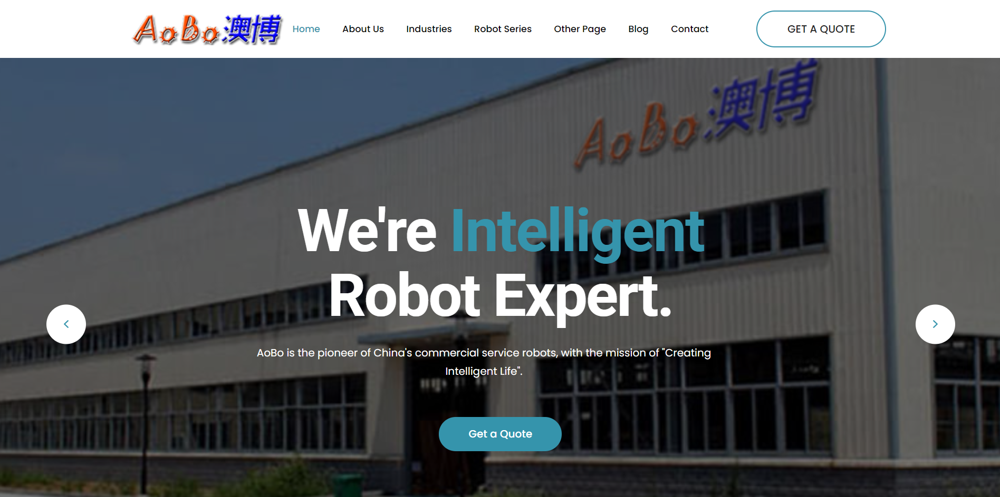 AoBo澳博
Home
About Us
Industries
Robot Series
Other Page
Blog
Contact
GET A QUOTE
AoBo澳博
We're Intelligent
Robot Expert.
AoBo is the pioneer of China's commercial service robots, with the mission of "Creating
Intelligent Life".
Get a Quote